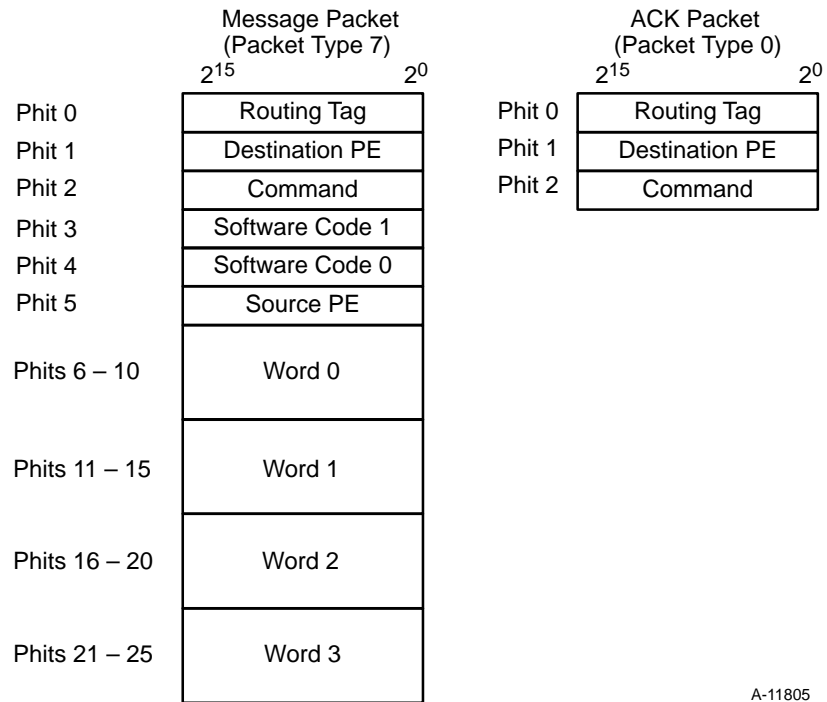 Message Packet
(Packet Type 7)
2^15 2^0
Phit 0 Routing Tag
Phit 1 Destination PE
Phit 2 Command
Phit 3 Software Code 1
Phit 4 Software Code 0
Phit 5 Source PE
Phits 6 – 10 Word 0
Phits 11 – 15 Word 1
Phits 16 – 20 Word 2
Phits 21 – 25 Word 3
ACK Packet
(Packet Type 0)
2^15 2^0
Phit 0 Routing Tag
Phit 1 Destination PE
Phit 2 Command
A-11805